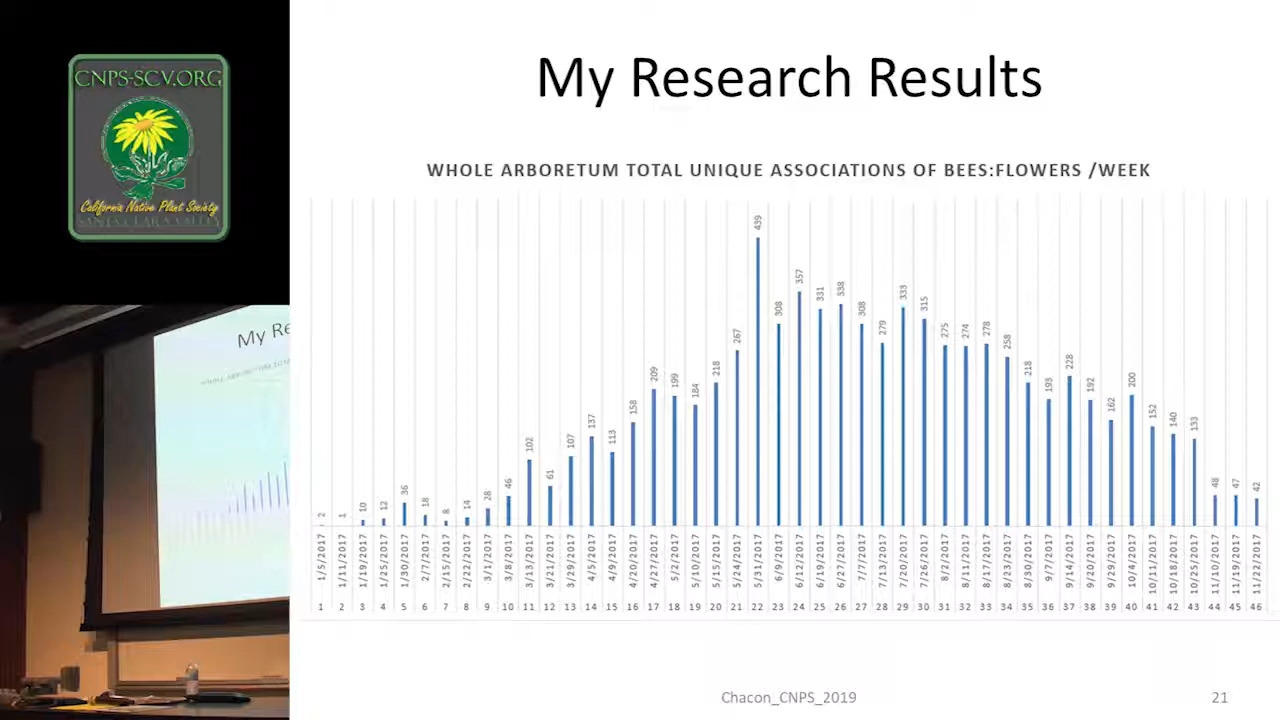 CNPS-SCV.ORG
California Native Plant Society
SANTA CLARA VALLEY
My Re
My Research Results
WHOLE ARBORETUM TOTAL UNIQUE ASSOCIATIONS OF BEES:FLOWERS /WEEK
2 1 10 12 36 18 8 14 28 46 102 61 107 137 113 158 209 199 184 218 267 439 308 357 331 338 308 279 333 315 275 274 278 258 218 193 228 192 162 200 152 140 133 48 47 42
1/5/2017 1/11/2017 1/19/2017 1/25/2017 1/30/2017 2/7/2017 2/15/2017 2/22/2017 3/1/2017 3/8/2017 3/13/2017 3/21/2017 3/29/2017 4/5/2017 4/9/2017 4/20/2017 4/27/2017 5/2/2017 5/10/2017 5/15/2017 5/24/2017 5/31/2017 6/9/2017 6/12/2017 6/19/2017 6/27/2017 7/7/2017 7/13/2017 7/20/2017 7/26/2017 8/2/2017 8/11/2017 8/17/2017 8/23/2017 8/30/2017 9/7/2017 9/14/2017 9/20/2017 9/29/2017 10/4/2017 10/11/2017 10/18/2017 10/25/2017 11/10/2017 11/19/2017 11/22/2017
1 2 3 4 5 6 7 8 9 10 11 12 13 14 15 16 17 18 19 20 21 22 23 24 25 26 27 28 29 30 31 32 33 34 35 36 37 38 39 40 41 42 43 44 45 46
Chacon_CNPS_2019
21